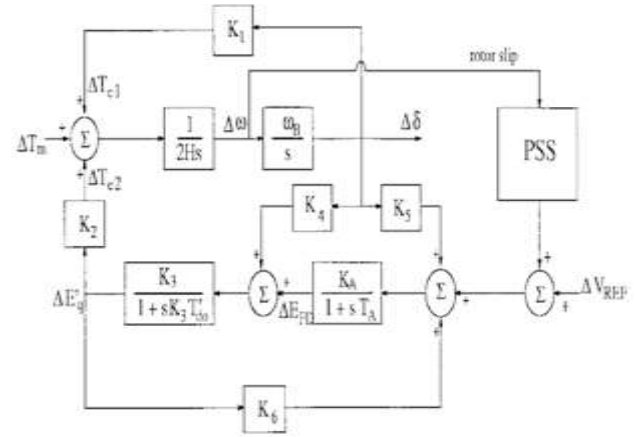 K1
rotor slip
ΔTe1
+
+
ΔTm
Σ
+
ΔTe2
1
2Hs
Δω
ωB
s
Δδ
PSS
K2
K4
K5
+
+
+
ΔE'q
K3
1 + sK3 T'do
Σ
+
ΔEFD
KA
1 + s TA
Σ
+
+
Σ
+
ΔVREF
K6